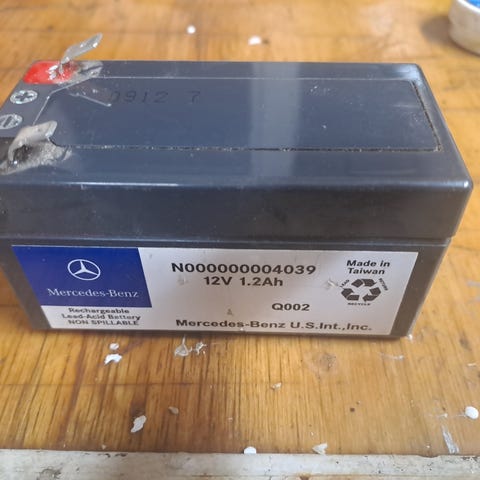 0912 7
Mercedes-Benz
Rechargeable
Lead-Acid Battery
NON SPILLABLE
N000000004039
12V 1.2Ah
Q002
Mercedes-Benz U.S.Int.,Inc.
Made in
Taiwan
RECYCLE